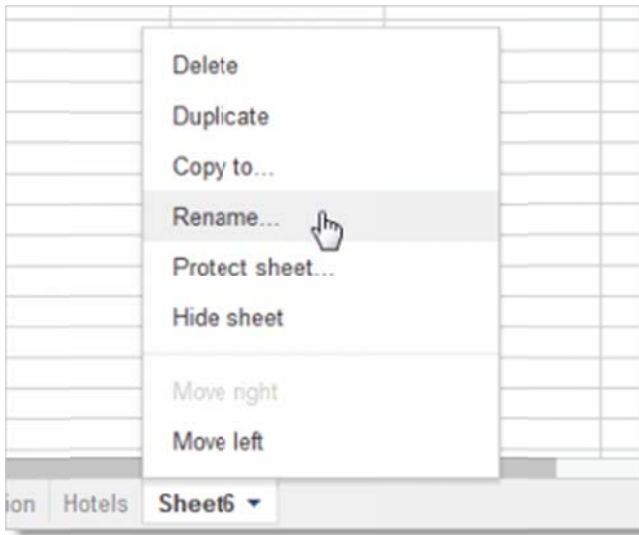 Delete
Duplicate
Copy to...
Rename...
Protect sheet...
Hide sheet
Move right
Move left
ion Hotels Sheet6